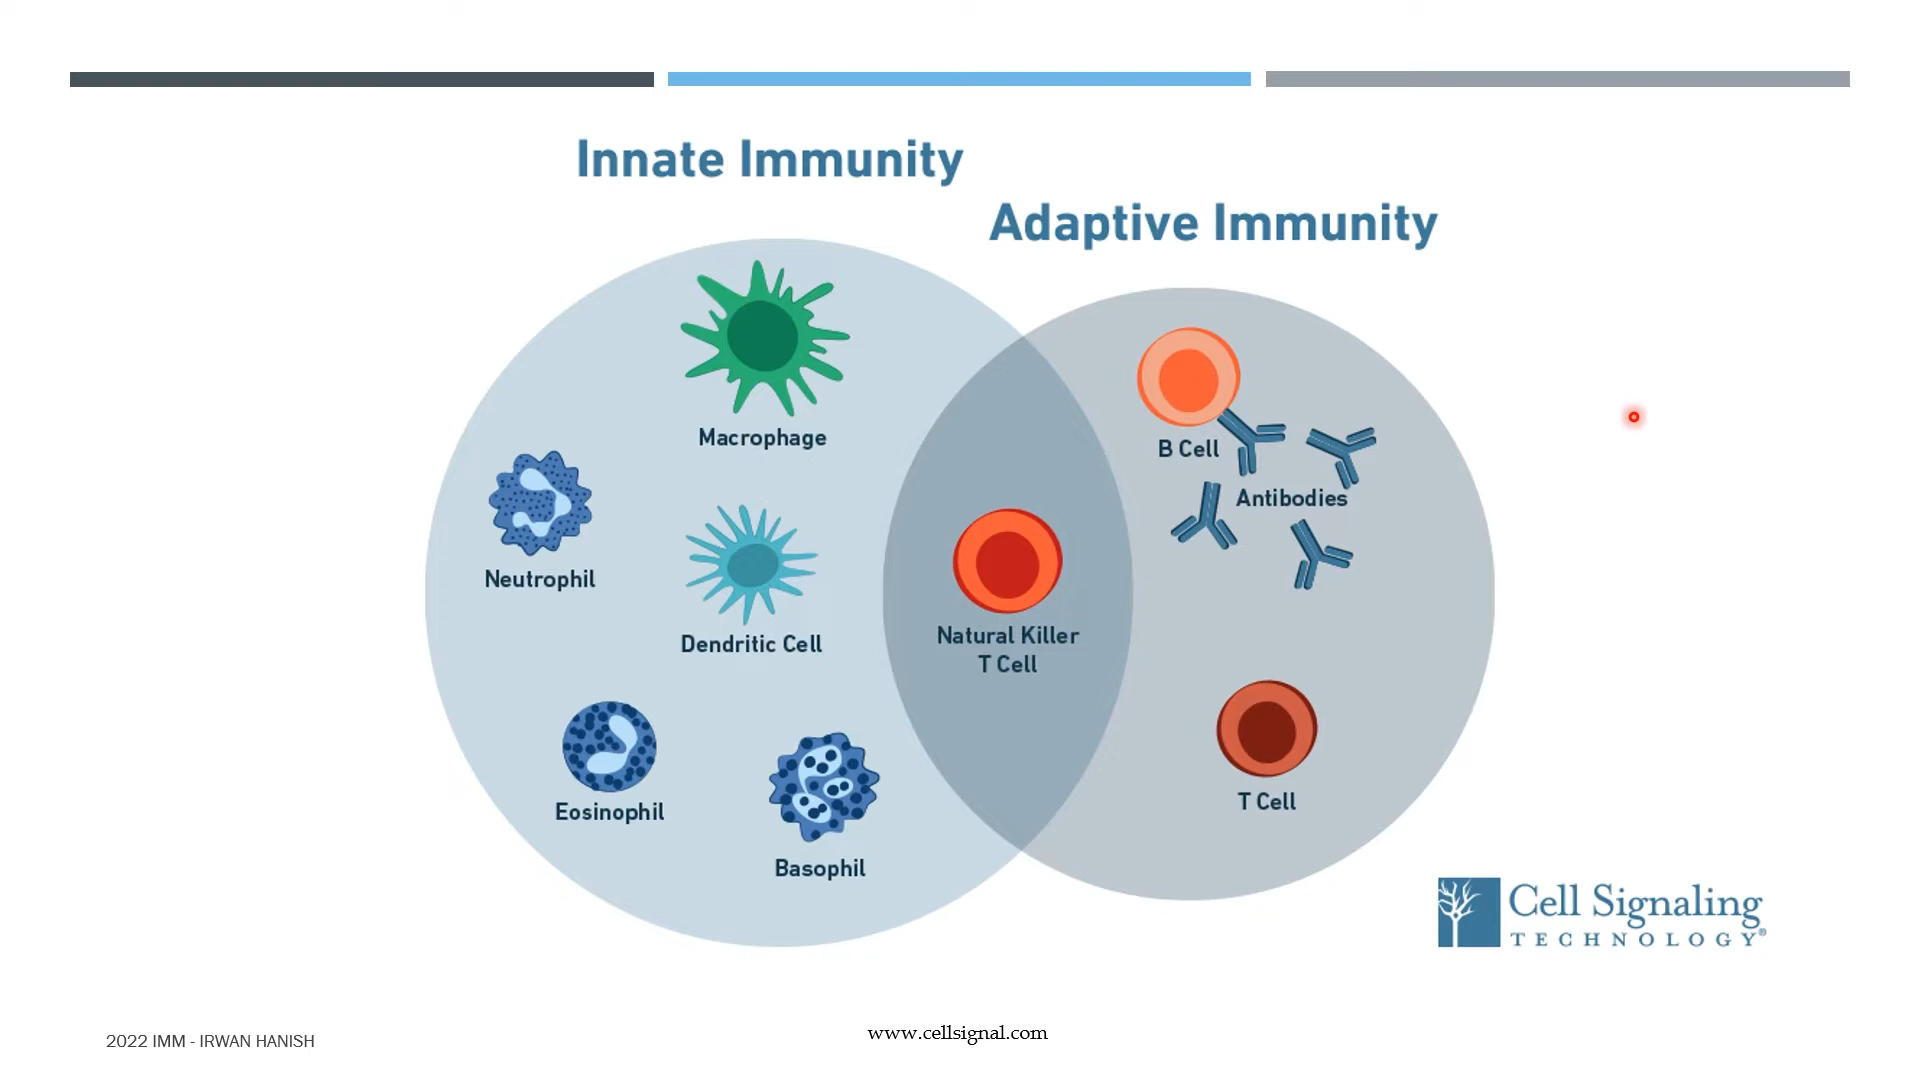 Innate Immunity
Adaptive Immunity
Macrophage
B Cell
Antibodies
Neutrophil
Dendritic Cell
Natural Killer
T Cell
Eosinophil
T Cell
Basophil
Cell Signaling
TECHNOLOGY®
www.cellsignal.com
2022 IMM - IRWAN HANISH